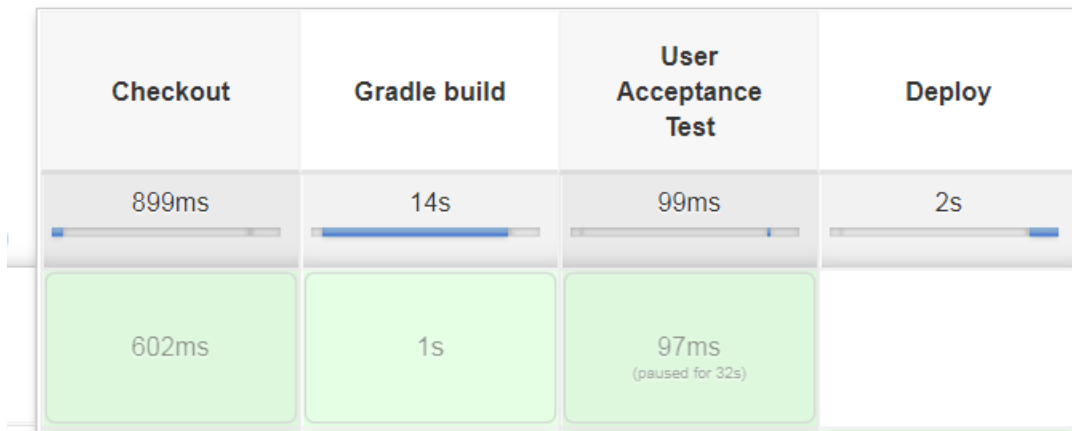 Checkout
Gradle build
User
Acceptance
Test
Deploy
899ms
14s
99ms
2s
602ms
1s
97ms
(paused for 32s)